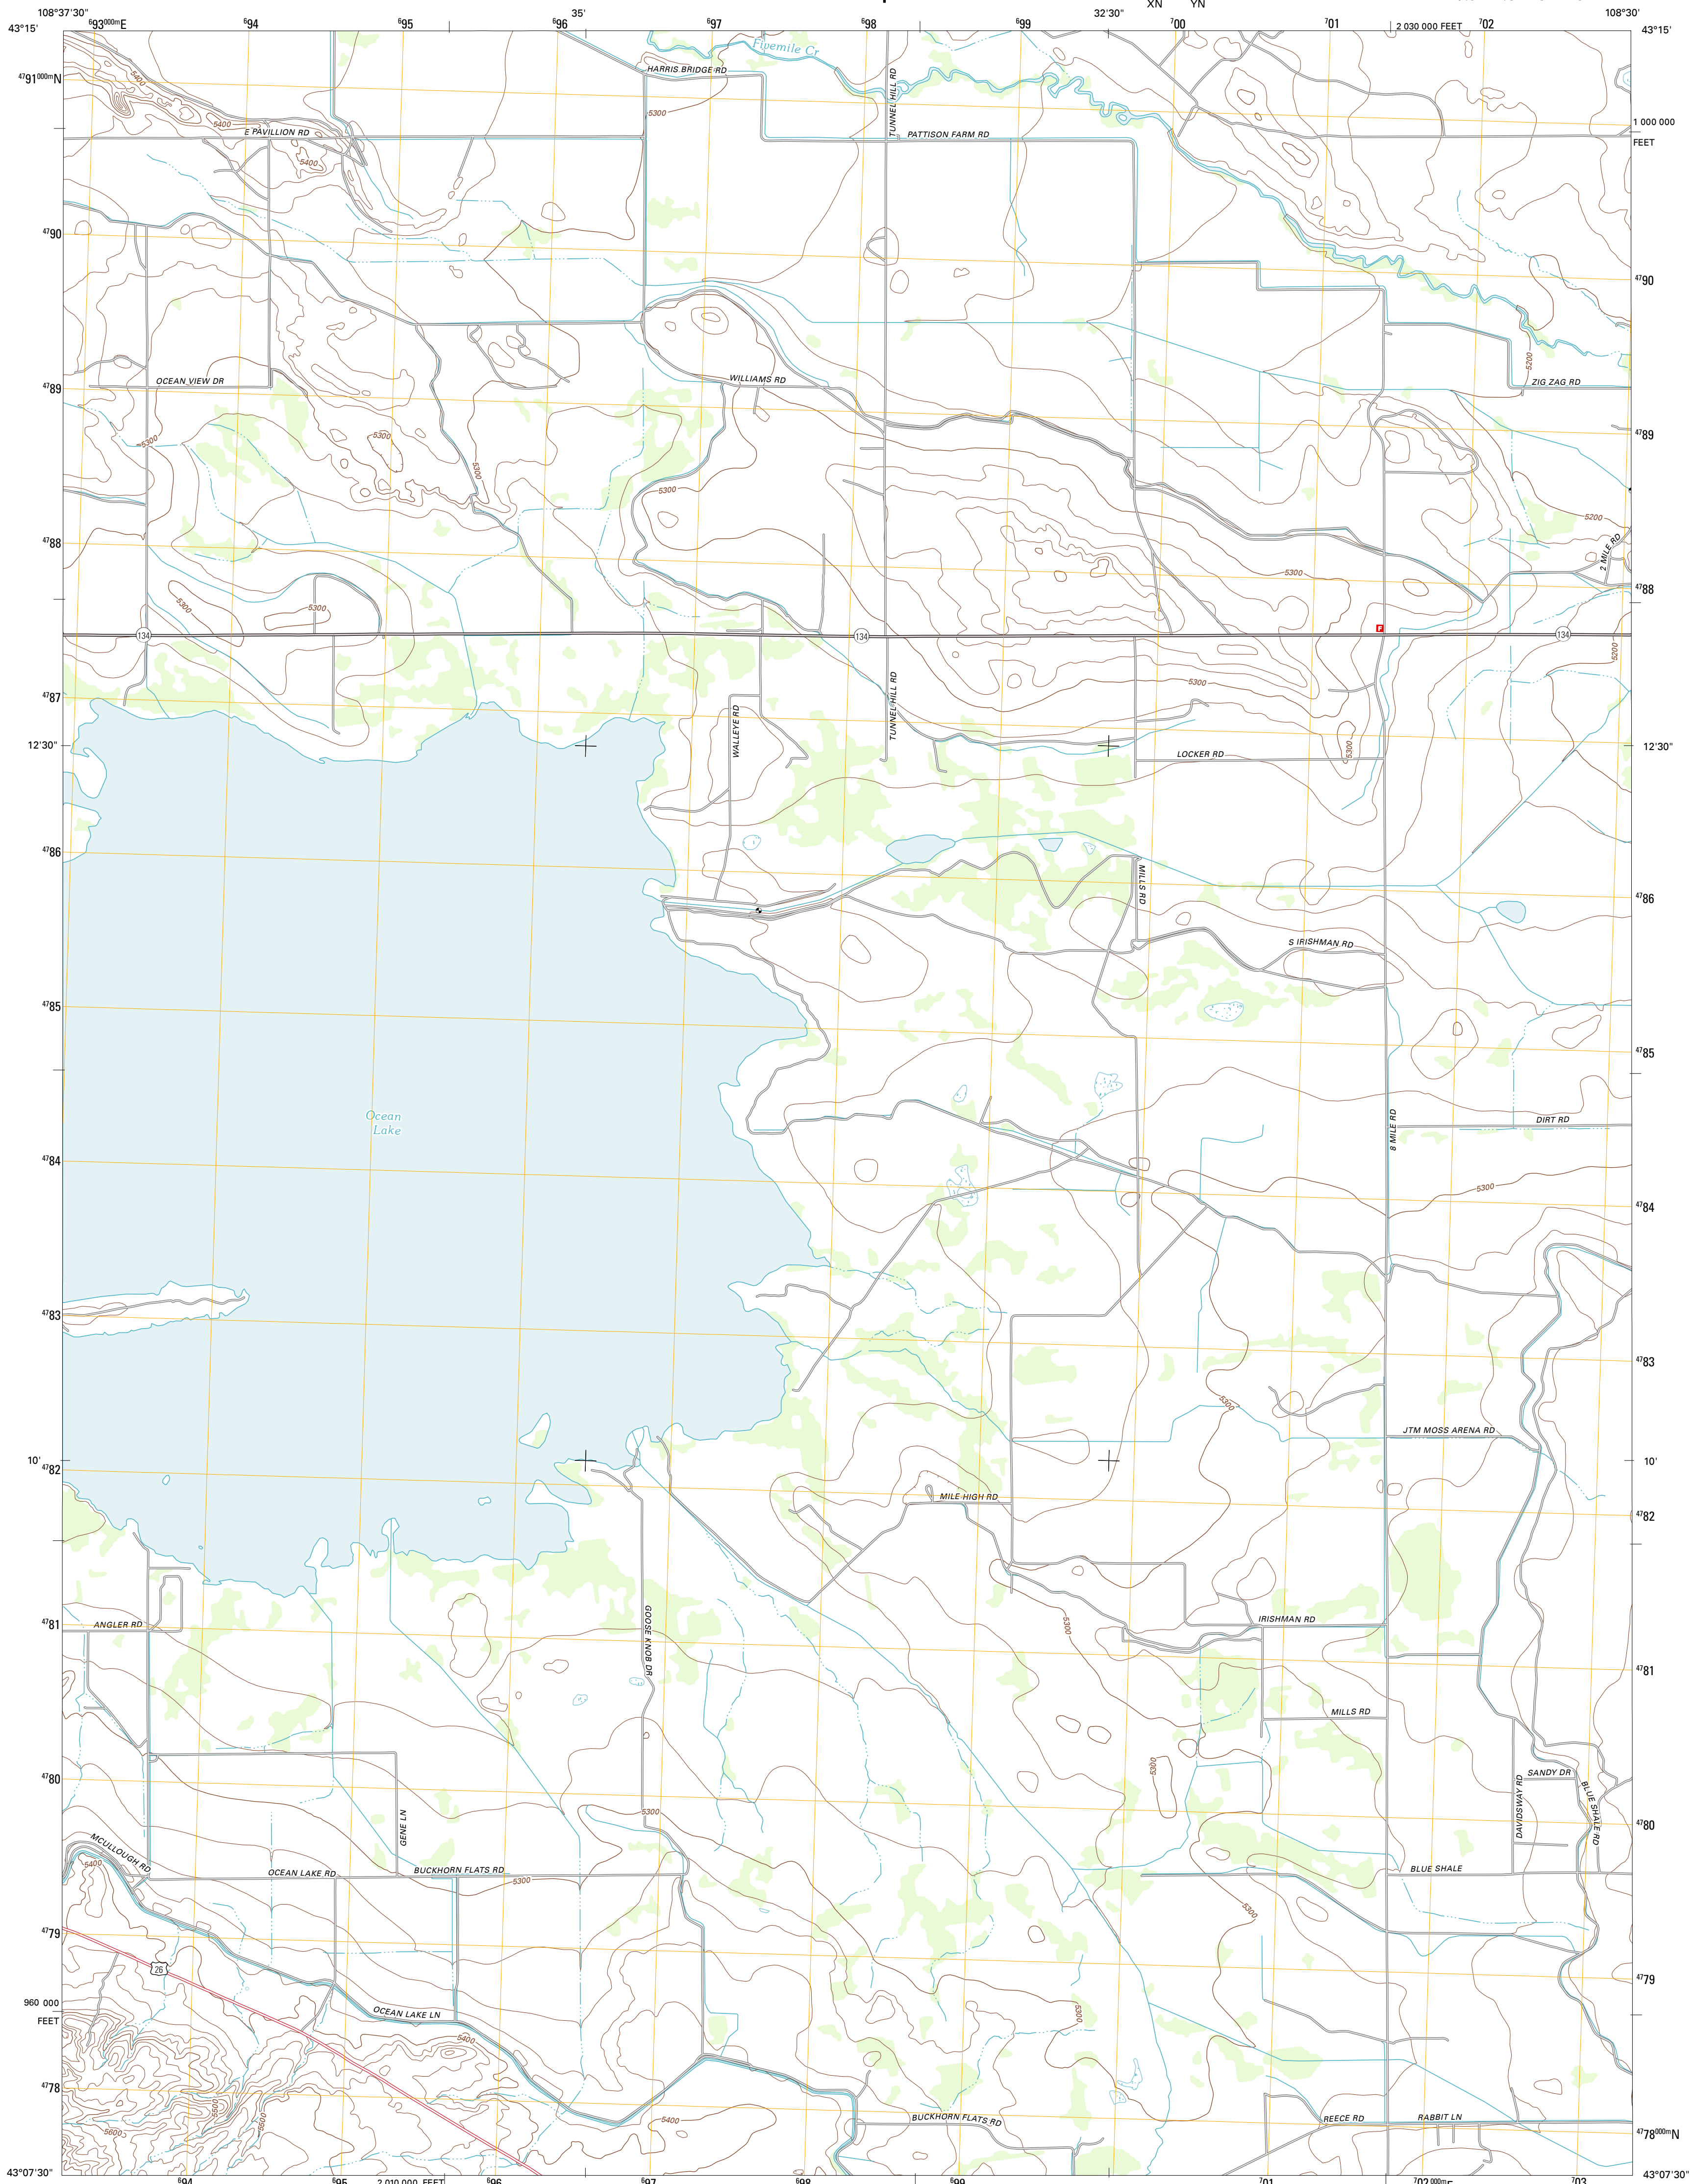 XN YN
108°37'30" 35' 32'30" 108°30'
⁶93⁰⁰⁰ᵐE ⁶94 ⁶95 ⁶96 ⁶97 ⁶98 ⁶99 ⁷00 ⁷01 2 030 000 FEET ⁷02
43°15' 43°15'
Fivemile Cr
HARRIS BRIDGE RD
TUNNEL HILL RD
⁴⁷91⁰⁰⁰ᵐN
5400
5300
5400
1 000 000
FEET
E PAVILLION RD
PATTISON FARM RD
5400
⁴⁷90
⁴⁷90
5200
OCEAN VIEW DR
WILLIAMS RD
ZIG ZAG RD
⁴⁷89
⁴⁷89
5300
5300
5300
5300
5200
⁴⁷88
2 MILE RD
5300
⁴⁷88
5300
5300
134
134
F
134
5200
5300
⁴⁷87
TUNNEL HILL RD
WALLEYE RD
12'30"
12'30"
LOCKER RD
5300
⁴⁷86
MILLS RD
⁴⁷86
S IRISHMAN RD
⁴⁷85
⁴⁷85
Ocean
Lake
8 MILE RD
DIRT RD
⁴⁷84
5300
⁴⁷84
⁴⁷83
⁴⁷83
5300
JTM MOSS ARENA RD
10'
10'
⁴⁷82
MILE HIGH RD
⁴⁷82
⁴⁷81
ANGLER RD
GOOSE KNOB DR
5300
IRISHMAN RD
⁴⁷81
MILLS RD
5300
⁴⁷80
SANDY DR
DAVIDSWAY RD
BLUE SHALE RD
5300
⁴⁷80
GENE LN
MCULLOUGH RD
5400
OCEAN LAKE RD
BUCKHORN FLATS RD
BLUE SHALE
5300
5300
⁴⁷79
26
⁴⁷79
960 000
FEET
OCEAN LAKE LN
5300
5400
⁴⁷78
5500
5500
5600
5400
BUCKHORN FLATS RD
REECE RD
RABBIT LN
⁴⁷78⁰⁰⁰ᵐN
43°07'30" 43°07'30"
⁶94 ⁶95 2 010 000 FEET ⁶96 ⁶97 ⁶98 ⁶99 ⁷01 ⁷02⁰⁰⁰ᵐE ⁷03